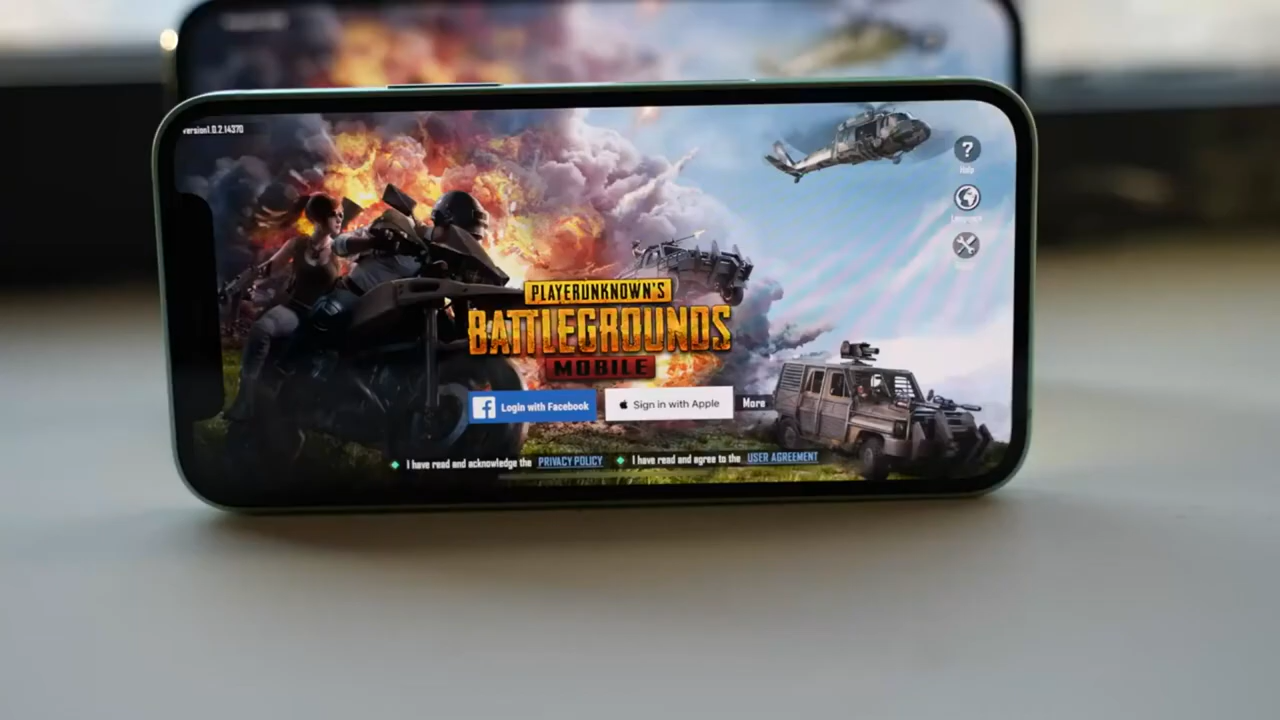 version1.0.2.14370
?
Help
PLAYERUNKNOWN'S
BATTLEGROUNDS
MOBILE
f Login with Facebook
Sign in with Apple
More
I have read and acknowledge the PRIVACY POLICY
I have read and agree to the USER AGREEMENT